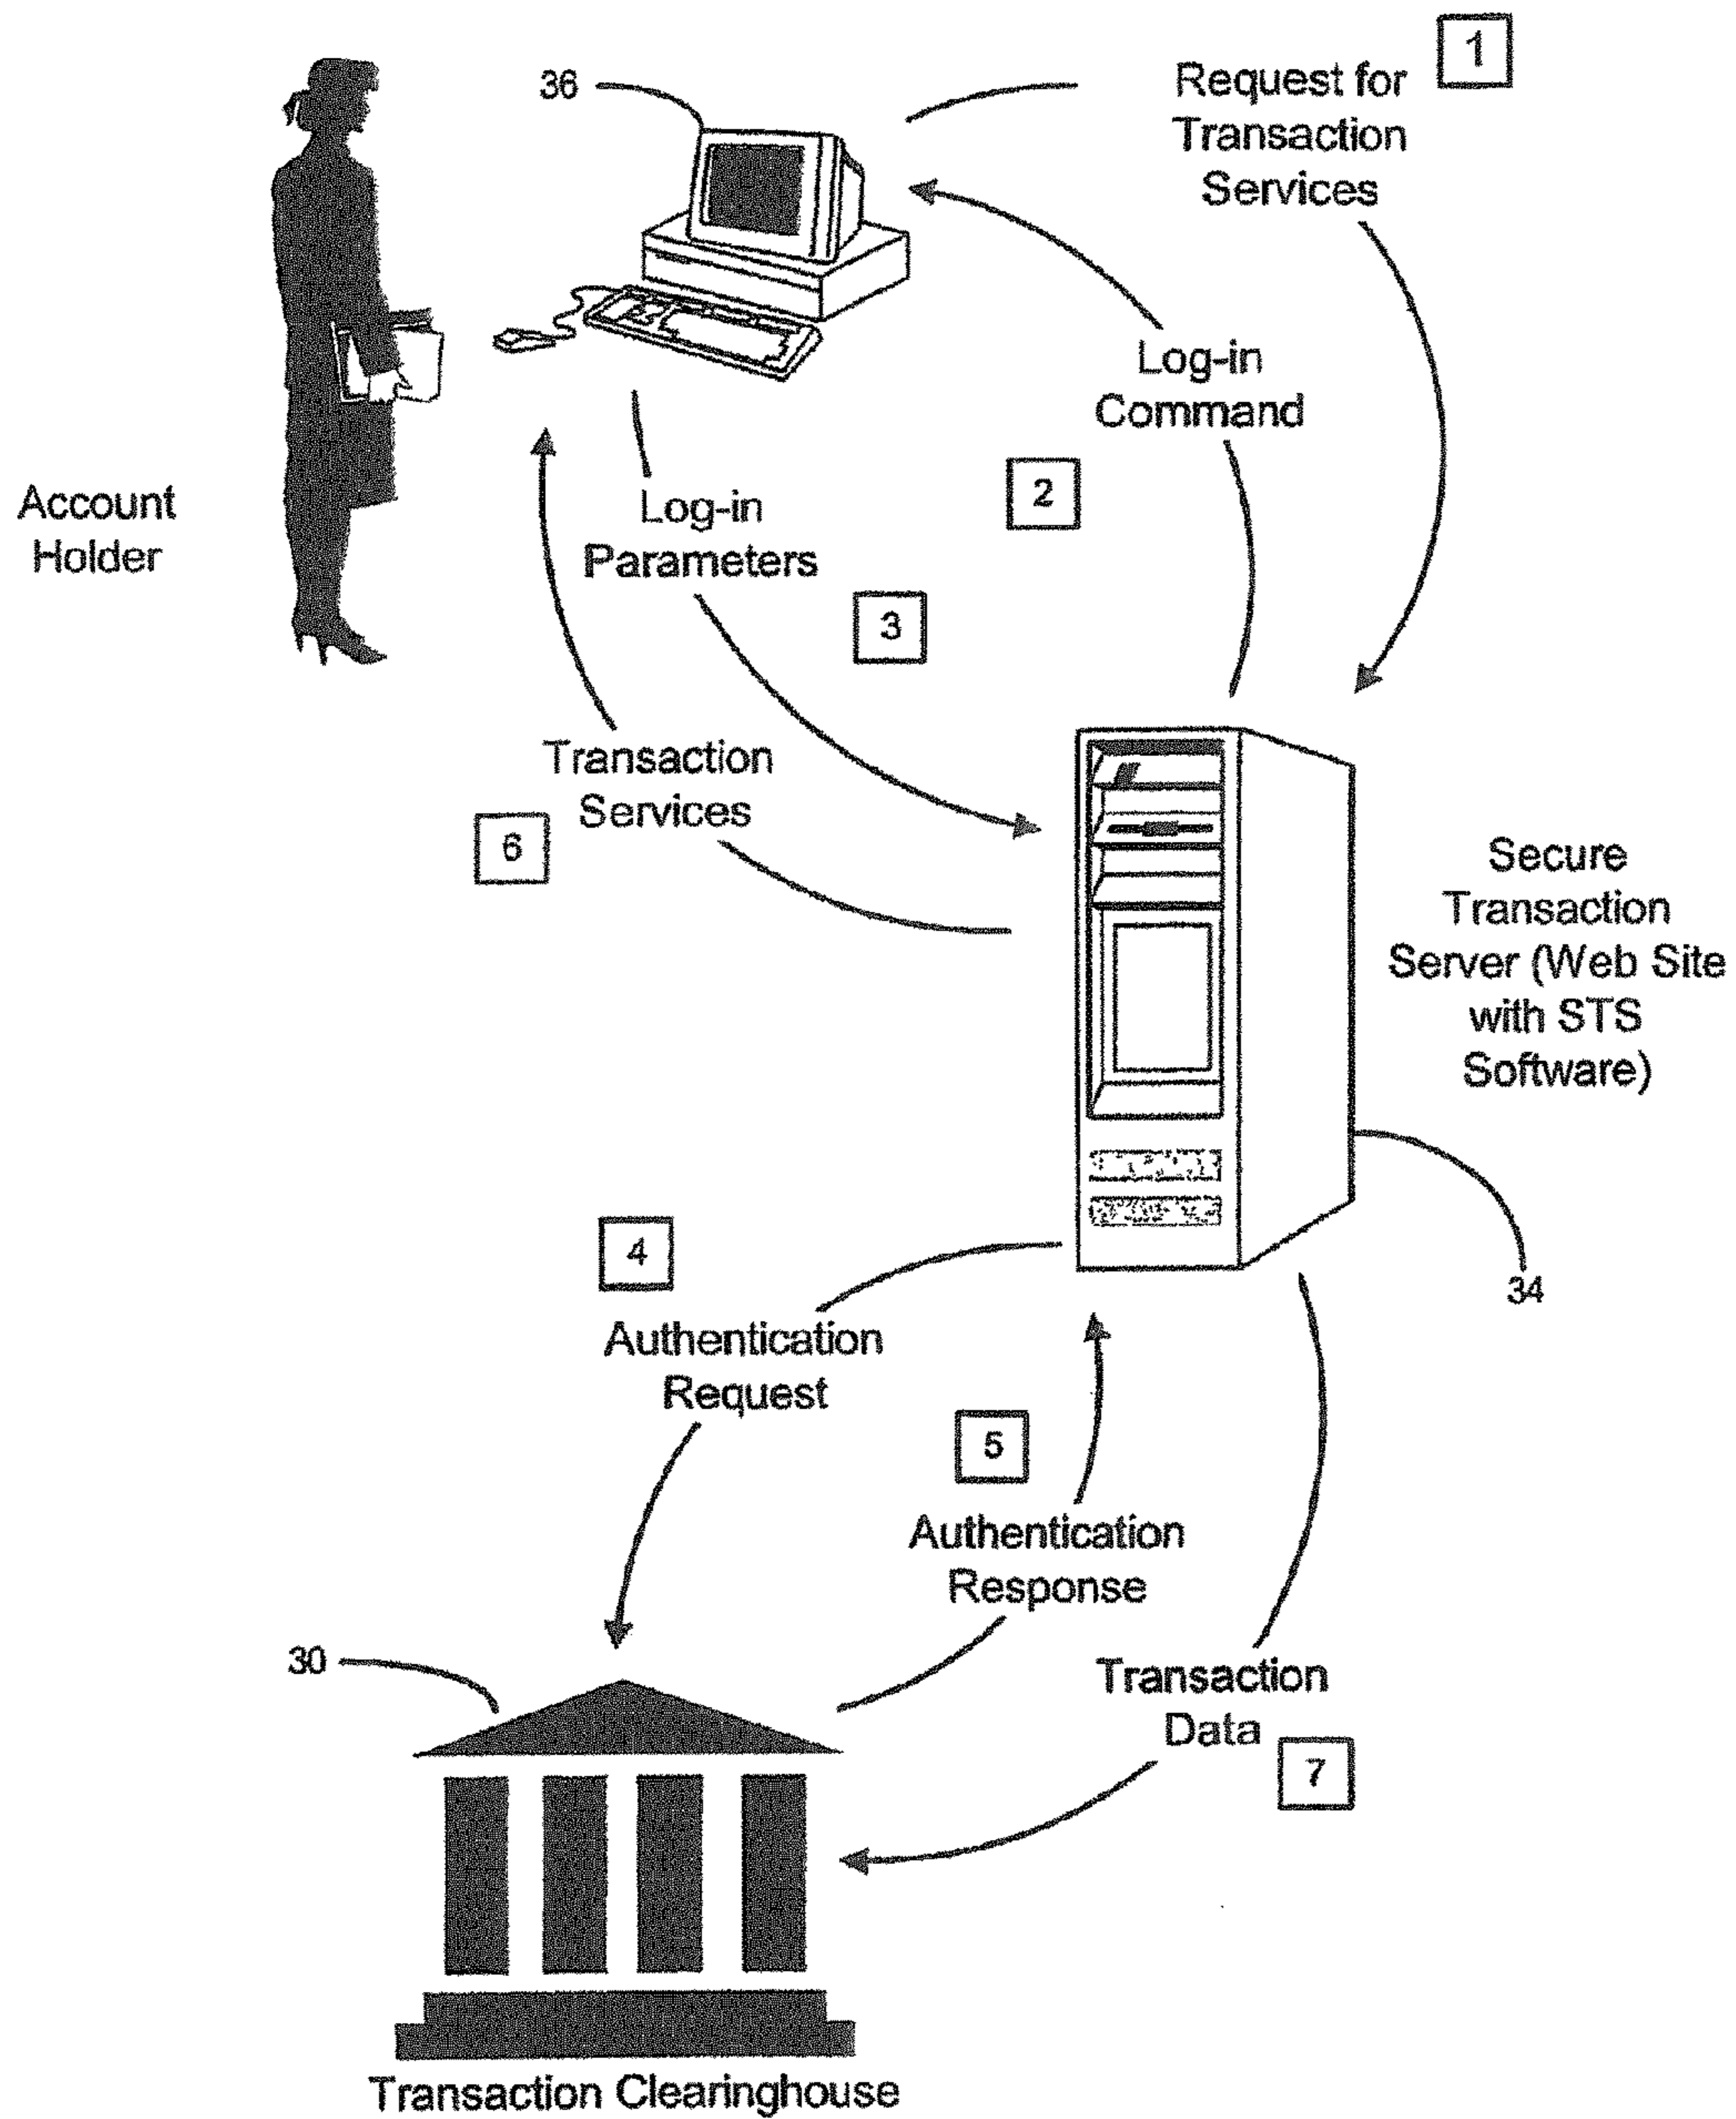 1
Request for
Transaction
Services
36
Log-in
Command
2
Account
Holder
Log-in
Parameters
3
Transaction
Services
6
Secure
Transaction
Server (Web Site
with STS
Software)
34
4
Authentication
Request
5
Authentication
Response
30
Transaction
Data
7
Transaction Clearinghouse